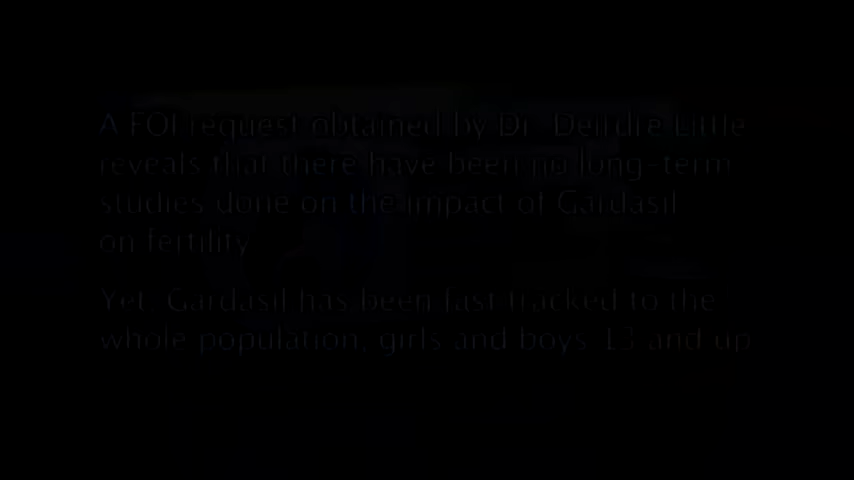 A FOI request obtained by Dr. Deirdre Little
reveals that there have been no long-term
studies done on the impact of Gardasil
on fertility.
Yet, Gardasil has been fast tracked to the
whole population, girls and boys 13 and up.